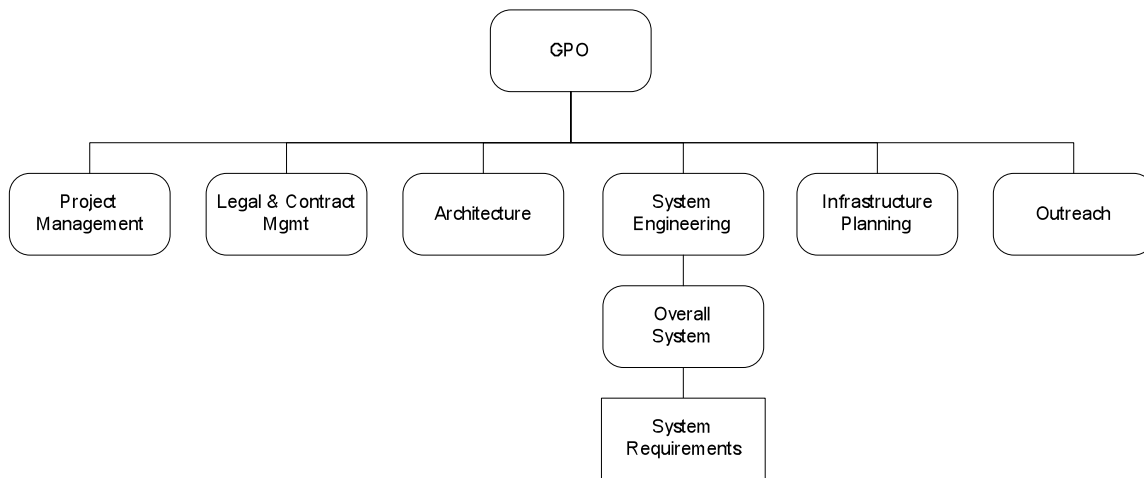 GPO
Project
Management
Legal & Contract
Mgmt
Architecture
System
Engineering
Infrastructure
Planning
Outreach
Overall
System
System
Requirements